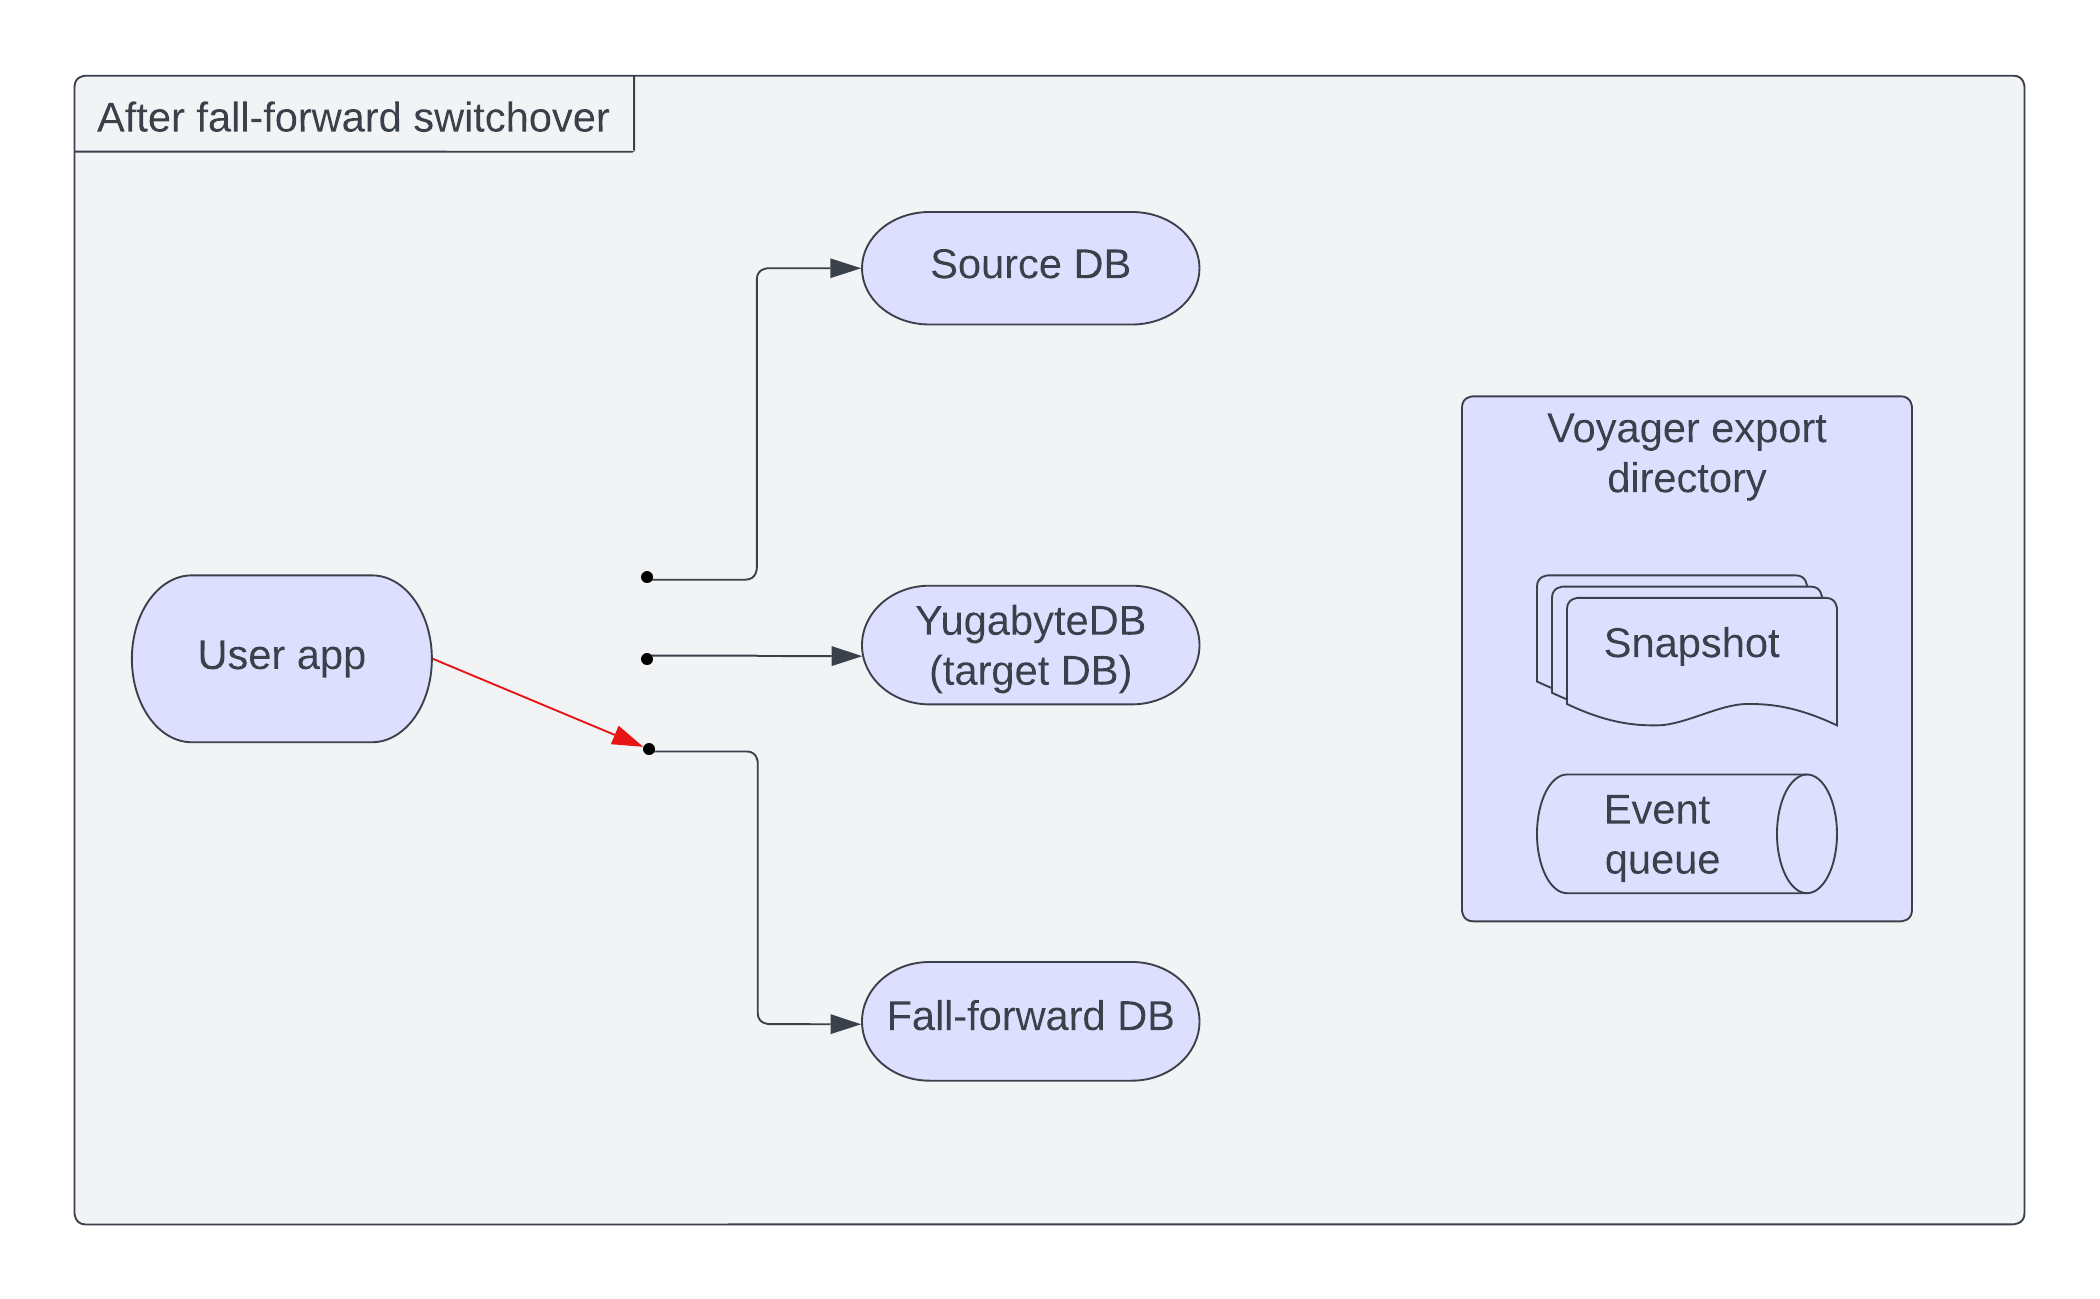 After fall-forward switchover
Source DB
Voyager export
directory
User app
YugabyteDB
(target DB)
Snapshot
Event
queue
Fall-forward DB